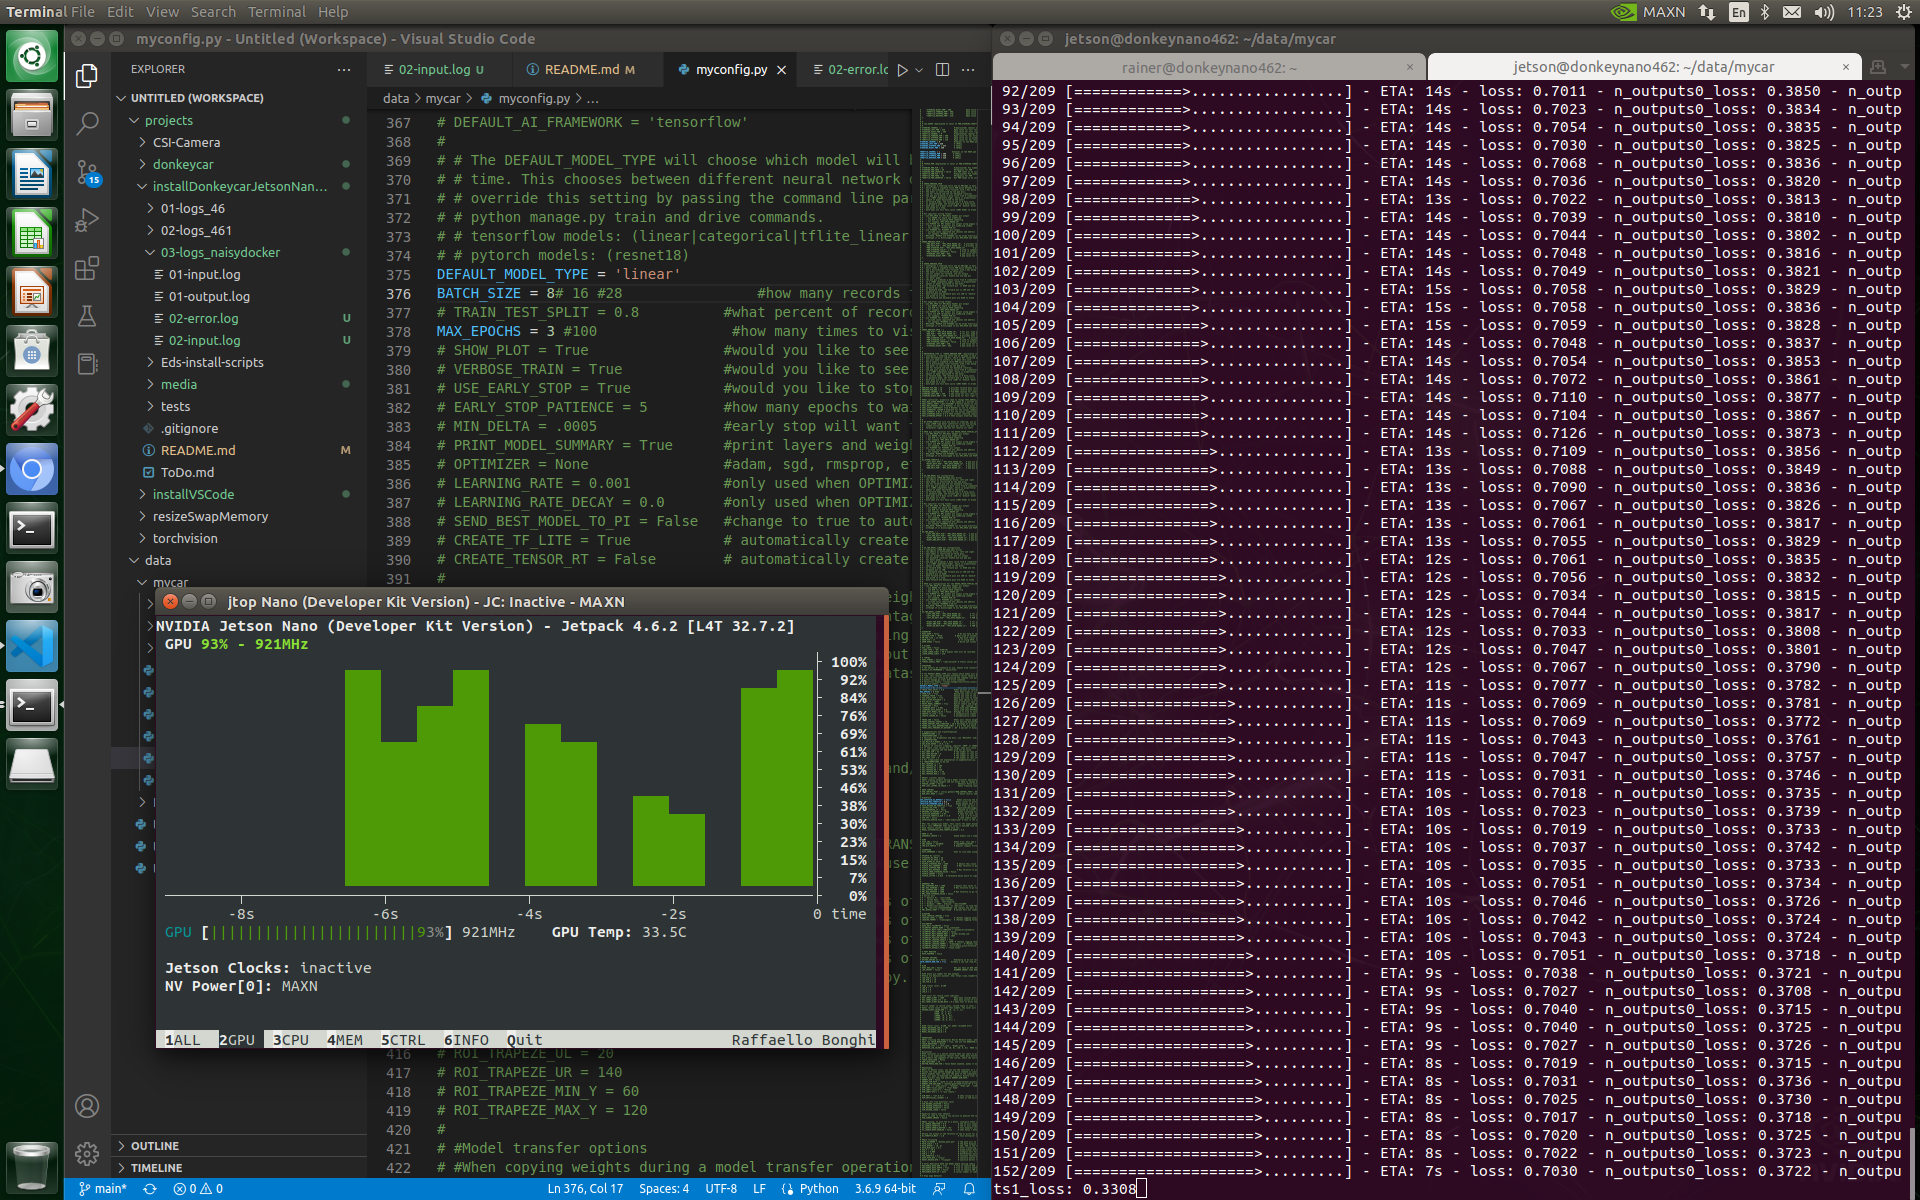 Terminal File Edit View Search Terminal Help
MAXN En 11:23
myconfig.py - Untitled (Workspace) - Visual Studio Code
EXPLORER ...
UNTITLED (WORKSPACE)
projects
CSI-Camera
donkeycar
installDonkeycarJetsonNan...
01-logs_46
02-logs_461
03-logs_naisydocker
01-input.log
01-output.log
02-error.log U
02-input.log U
Eds-install-scripts
media
tests
.gitignore
README.md M
ToDo.md
installVSCode
resizeSwapMemory
torchvision
data
mycar
OUTLINE
TIMELINE
15
02-input.log U README.md M myconfig.py 02-error.lo
data > mycar > myconfig.py > ...
367 # DEFAULT_AI_FRAMEWORK = 'tensorflow'
368 #
369 # # The DEFAULT_MODEL_TYPE will choose which model will
370 # # time. This chooses between different neural network
371 # # override this setting by passing the command line par
372 # # python manage.py train and drive commands.
373 # # tensorflow models: (linear|categorical|tflite_linear
374 # # pytorch models: (resnet18)
375 DEFAULT_MODEL_TYPE = 'linear'
376 BATCH_SIZE = 8# 16 #28 #how many records
377 # TRAIN_TEST_SPLIT = 0.8 #what percent of recor
378 MAX_EPOCHS = 3 #100 #how many times to vis
379 # SHOW_PLOT = True #would you like to see
380 # VERBOSE_TRAIN = True #would you like to see
381 # USE_EARLY_STOP = True #would you like to stop
382 # EARLY_STOP_PATIENCE = 5 #how many epochs to wai
383 # MIN_DELTA = .0005 #early stop will want
384 # PRINT_MODEL_SUMMARY = True #print layers and weigh
385 # OPTIMIZER = None #adam, sgd, rmsprop, e
386 # LEARNING_RATE = 0.001 #only used when OPTIMIZ
387 # LEARNING_RATE_DECAY = 0.0 #only used when OPTIMIZ
388 # SEND_BEST_MODEL_TO_PI = False #change to true to auto
389 # CREATE_TF_LITE = True # automatically create
390 # CREATE_TENSOR_RT = False # automatically create
391 #
416 # ROI_TRAPEZE_UL = 20
417 # ROI_TRAPEZE_UR = 140
418 # ROI_TRAPEZE_MIN_Y = 60
419 # ROI_TRAPEZE_MAX_Y = 120
420 #
421 # #Model transfer options
422 # #When copying weights during a model transfer operation
main* 0 0 Ln 376, Col 17 Spaces: 4 UTF-8 LF Python 3.6.9 64-bit
jtop Nano (Developer Kit Version) - JC: Inactive - MAXN
NVIDIA Jetson Nano (Developer Kit Version) - Jetpack 4.6.2 [L4T 32.7.2]
GPU 93% - 921MHz
100%
92%
84%
76%
69%
61%
53%
46%
38%
30%
23%
15%
7%
0%
-8s -6s -4s -2s 0 time
GPU [|||||||||||||||||||||||93%] 921MHz GPU Temp: 33.5C
Jetson Clocks: inactive
NV Power[0]: MAXN
1ALL 2GPU 3CPU 4MEM 5CTRL 6INFO Quit Raffaello Bonghi
jetson@donkeynano462: ~/data/mycar
rainer@donkeynano462: ~ × jetson@donkeynano462: ~/data/mycar ×
92/209 [============>.................] - ETA: 14s - loss: 0.7011 - n_outputs0_loss: 0.3850 - n_outp
93/209 [============>.................] - ETA: 14s - loss: 0.7023 - n_outputs0_loss: 0.3834 - n_outp
94/209 [============>.................] - ETA: 14s - loss: 0.7054 - n_outputs0_loss: 0.3835 - n_outp
95/209 [============>.................] - ETA: 14s - loss: 0.7030 - n_outputs0_loss: 0.3825 - n_outp
96/209 [============>.................] - ETA: 14s - loss: 0.7068 - n_outputs0_loss: 0.3836 - n_outp
97/209 [============>.................] - ETA: 14s - loss: 0.7036 - n_outputs0_loss: 0.3820 - n_outp
98/209 [=============>................] - ETA: 13s - loss: 0.7022 - n_outputs0_loss: 0.3813 - n_outp
99/209 [=============>................] - ETA: 14s - loss: 0.7039 - n_outputs0_loss: 0.3810 - n_outp
100/209 [=============>................] - ETA: 14s - loss: 0.7044 - n_outputs0_loss: 0.3802 - n_outp
101/209 [=============>................] - ETA: 14s - loss: 0.7048 - n_outputs0_loss: 0.3816 - n_outp
102/209 [=============>................] - ETA: 14s - loss: 0.7049 - n_outputs0_loss: 0.3821 - n_outp
103/209 [=============>................] - ETA: 15s - loss: 0.7058 - n_outputs0_loss: 0.3829 - n_outp
104/209 [=============>................] - ETA: 15s - loss: 0.7058 - n_outputs0_loss: 0.3836 - n_outp
105/209 [==============>...............] - ETA: 15s - loss: 0.7059 - n_outputs0_loss: 0.3828 - n_outp
106/209 [==============>...............] - ETA: 14s - loss: 0.7048 - n_outputs0_loss: 0.3837 - n_outp
107/209 [==============>...............] - ETA: 14s - loss: 0.7054 - n_outputs0_loss: 0.3853 - n_outp
108/209 [==============>...............] - ETA: 14s - loss: 0.7072 - n_outputs0_loss: 0.3861 - n_outp
109/209 [==============>...............] - ETA: 14s - loss: 0.7110 - n_outputs0_loss: 0.3877 - n_outp
110/209 [==============>...............] - ETA: 14s - loss: 0.7104 - n_outputs0_loss: 0.3867 - n_outp
111/209 [==============>...............] - ETA: 14s - loss: 0.7126 - n_outputs0_loss: 0.3873 - n_outp
112/209 [===============>..............] - ETA: 13s - loss: 0.7109 - n_outputs0_loss: 0.3856 - n_outp
113/209 [===============>..............] - ETA: 13s - loss: 0.7088 - n_outputs0_loss: 0.3849 - n_outp
114/209 [===============>..............] - ETA: 13s - loss: 0.7090 - n_outputs0_loss: 0.3836 - n_outp
115/209 [===============>..............] - ETA: 13s - loss: 0.7067 - n_outputs0_loss: 0.3826 - n_outp
116/209 [===============>..............] - ETA: 13s - loss: 0.7061 - n_outputs0_loss: 0.3817 - n_outp
117/209 [===============>..............] - ETA: 13s - loss: 0.7055 - n_outputs0_loss: 0.3829 - n_outp
118/209 [===============>..............] - ETA: 12s - loss: 0.7061 - n_outputs0_loss: 0.3835 - n_outp
119/209 [================>.............] - ETA: 12s - loss: 0.7056 - n_outputs0_loss: 0.3832 - n_outp
120/209 [================>.............] - ETA: 12s - loss: 0.7034 - n_outputs0_loss: 0.3815 - n_outp
121/209 [================>.............] - ETA: 12s - loss: 0.7044 - n_outputs0_loss: 0.3817 - n_outp
122/209 [================>.............] - ETA: 12s - loss: 0.7033 - n_outputs0_loss: 0.3808 - n_outp
123/209 [================>.............] - ETA: 12s - loss: 0.7047 - n_outputs0_loss: 0.3801 - n_outp
124/209 [================>.............] - ETA: 12s - loss: 0.7067 - n_outputs0_loss: 0.3790 - n_outp
125/209 [================>.............] - ETA: 11s - loss: 0.7077 - n_outputs0_loss: 0.3782 - n_outp
126/209 [=================>............] - ETA: 11s - loss: 0.7069 - n_outputs0_loss: 0.3781 - n_outp
127/209 [=================>............] - ETA: 11s - loss: 0.7069 - n_outputs0_loss: 0.3772 - n_outp
128/209 [=================>............] - ETA: 11s - loss: 0.7043 - n_outputs0_loss: 0.3761 - n_outp
129/209 [=================>............] - ETA: 11s - loss: 0.7047 - n_outputs0_loss: 0.3757 - n_outp
130/209 [=================>............] - ETA: 11s - loss: 0.7031 - n_outputs0_loss: 0.3746 - n_outp
131/209 [=================>............] - ETA: 10s - loss: 0.7018 - n_outputs0_loss: 0.3735 - n_outp
132/209 [=================>............] - ETA: 10s - loss: 0.7023 - n_outputs0_loss: 0.3739 - n_outp
133/209 [==================>...........] - ETA: 10s - loss: 0.7019 - n_outputs0_loss: 0.3733 - n_outp
134/209 [==================>...........] - ETA: 10s - loss: 0.7037 - n_outputs0_loss: 0.3742 - n_outp
135/209 [==================>...........] - ETA: 10s - loss: 0.7035 - n_outputs0_loss: 0.3733 - n_outp
136/209 [==================>...........] - ETA: 10s - loss: 0.7051 - n_outputs0_loss: 0.3734 - n_outp
137/209 [==================>...........] - ETA: 10s - loss: 0.7046 - n_outputs0_loss: 0.3726 - n_outp
138/209 [==================>...........] - ETA: 10s - loss: 0.7042 - n_outputs0_loss: 0.3724 - n_outp
139/209 [==================>...........] - ETA: 10s - loss: 0.7043 - n_outputs0_loss: 0.3724 - n_outp
140/209 [===================>..........] - ETA: 10s - loss: 0.7051 - n_outputs0_loss: 0.3718 - n_outp
141/209 [===================>..........] - ETA: 9s - loss: 0.7038 - n_outputs0_loss: 0.3721 - n_outpu
142/209 [===================>..........] - ETA: 9s - loss: 0.7027 - n_outputs0_loss: 0.3708 - n_outpu
143/209 [===================>..........] - ETA: 9s - loss: 0.7040 - n_outputs0_loss: 0.3715 - n_outpu
144/209 [===================>..........] - ETA: 9s - loss: 0.7040 - n_outputs0_loss: 0.3725 - n_outpu
145/209 [===================>..........] - ETA: 9s - loss: 0.7027 - n_outputs0_loss: 0.3726 - n_outpu
146/209 [===================>..........] - ETA: 8s - loss: 0.7019 - n_outputs0_loss: 0.3715 - n_outpu
147/209 [====================>.........] - ETA: 8s - loss: 0.7031 - n_outputs0_loss: 0.3736 - n_outpu
148/209 [====================>.........] - ETA: 8s - loss: 0.7025 - n_outputs0_loss: 0.3730 - n_outpu
149/209 [====================>.........] - ETA: 8s - loss: 0.7017 - n_outputs0_loss: 0.3718 - n_outpu
150/209 [====================>.........] - ETA: 8s - loss: 0.7020 - n_outputs0_loss: 0.3725 - n_outpu
151/209 [====================>.........] - ETA: 8s - loss: 0.7022 - n_outputs0_loss: 0.3723 - n_outpu
152/209 [====================>.........] - ETA: 7s - loss: 0.7030 - n_outputs0_loss: 0.3722 - n_outpu
ts1_loss: 0.3308